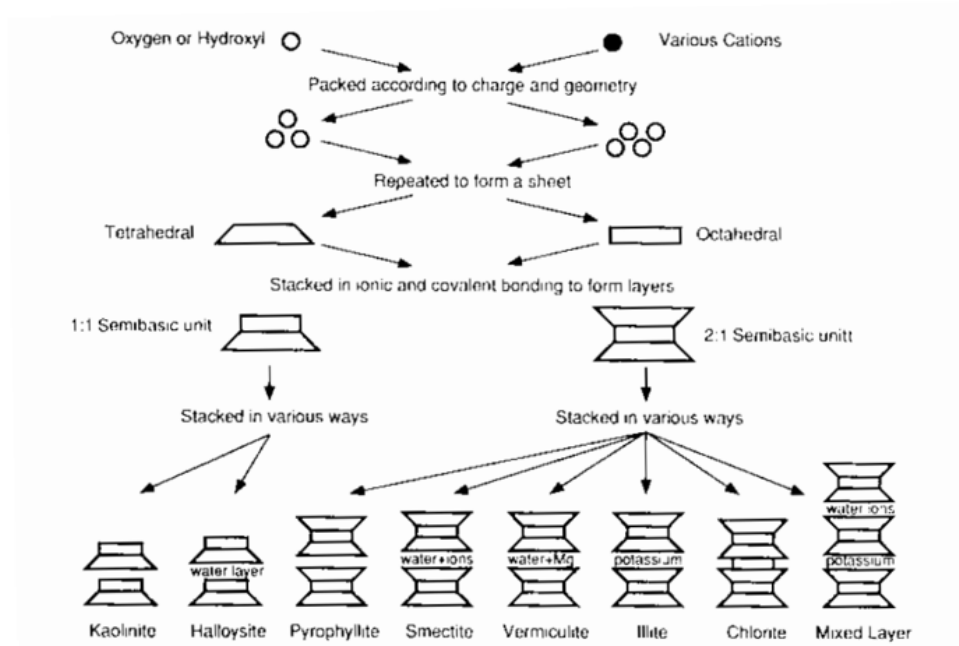 Oxygen or Hydroxyl
Various Cations
Packed according to charge and geometry
Repeated to form a sheet
Tetrahedral
Octahedral
Stacked in ionic and covalent bonding to form layers
1:1 Semibasic unit
2:1 Semibasic unitt
Stacked in various ways
Stacked in various ways
water ions
water layer
water+ions
water+Mg
potassium
potassium
Kaolinite
Halloysite
Pyrophyllite
Smectite
Vermiculite
Illite
Chlorite
Mixed Layer